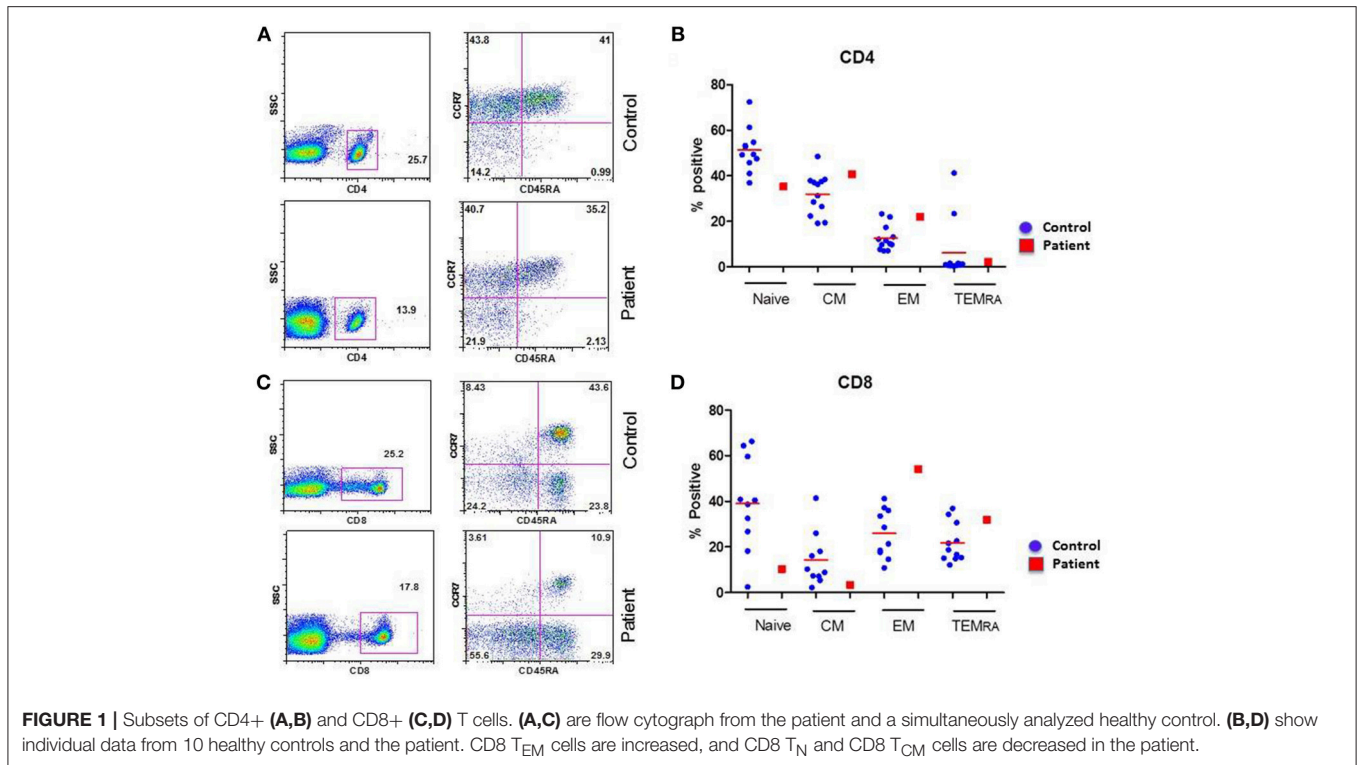 A
43.8 41
SSC
CCR7
Control
25.7
14.2 0.99
CD4
CD45RA
40.7 35.2
SSC
CCR7
Patient
13.9
21.9 2.13
CD4
CD45RA
B
CD4
% positive
80
60
40
20
0
Naive CM EM TEMRA
Control
Patient
C
8.43 43.6
SSC
CCR7
Control
25.2
24.2 23.8
CD8
CD45RA
3.61 10.9
SSC
CCR7
Patient
17.8
55.6 29.9
CD8
CD45RA
D
CD8
% Positive
80
60
40
20
0
Naive CM EM TEMRA
Control
Patient
FIGURE 1 | Subsets of CD4+ (A,B) and CD8+ (C,D) T cells. (A,C) are flow cytograph from the patient and a simultaneously analyzed healthy control. (B,D) show
individual data from 10 healthy controls and the patient. CD8 TEM cells are increased, and CD8 TN and CD8 TCM cells are decreased in the patient.